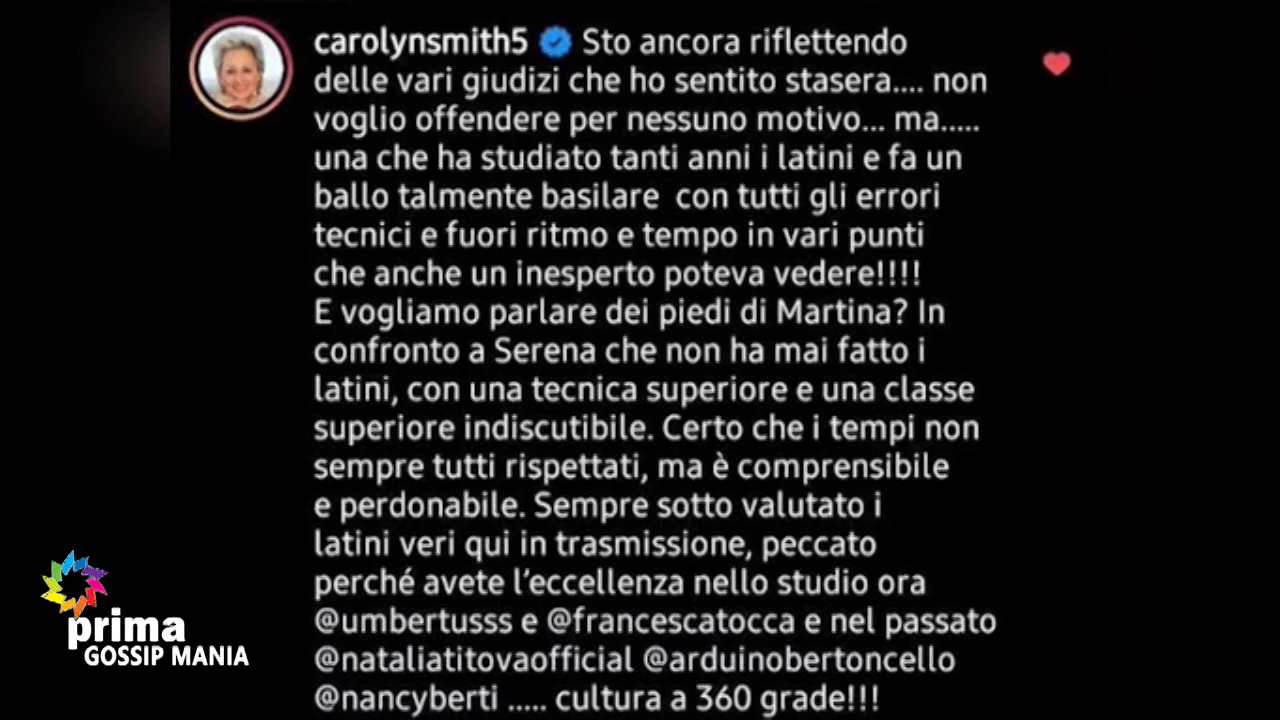 carolynsmith5 Sto ancora riflettendo
delle vari giudizi che ho sentito stasera.... non
voglio offendere per nessuno motivo... ma.....
una che ha studiato tanti anni i latini e fa un
ballo talmente basilare con tutti gli errori
tecnici e fuori ritmo e tempo in vari punti
che anche un inesperto poteva vedere!!!!
E vogliamo parlare dei piedi di Martina? In
confronto a Serena che non ha mai fatto i
latini, con una tecnica superiore e una classe
superiore indiscutibile. Certo che i tempi non
sempre tutti rispettati, ma è comprensibile
e perdonabile. Sempre sotto valutato i
latini veri qui in trasmissione, peccato
perché avete l’eccellenza nello studio ora
@umbertusss e @francescatocca e nel passato
@nataliatitovaofficial @arduinobertoncello
@nancyberti ..... cultura a 360 grade!!!
prima
GOSSIP MANIA